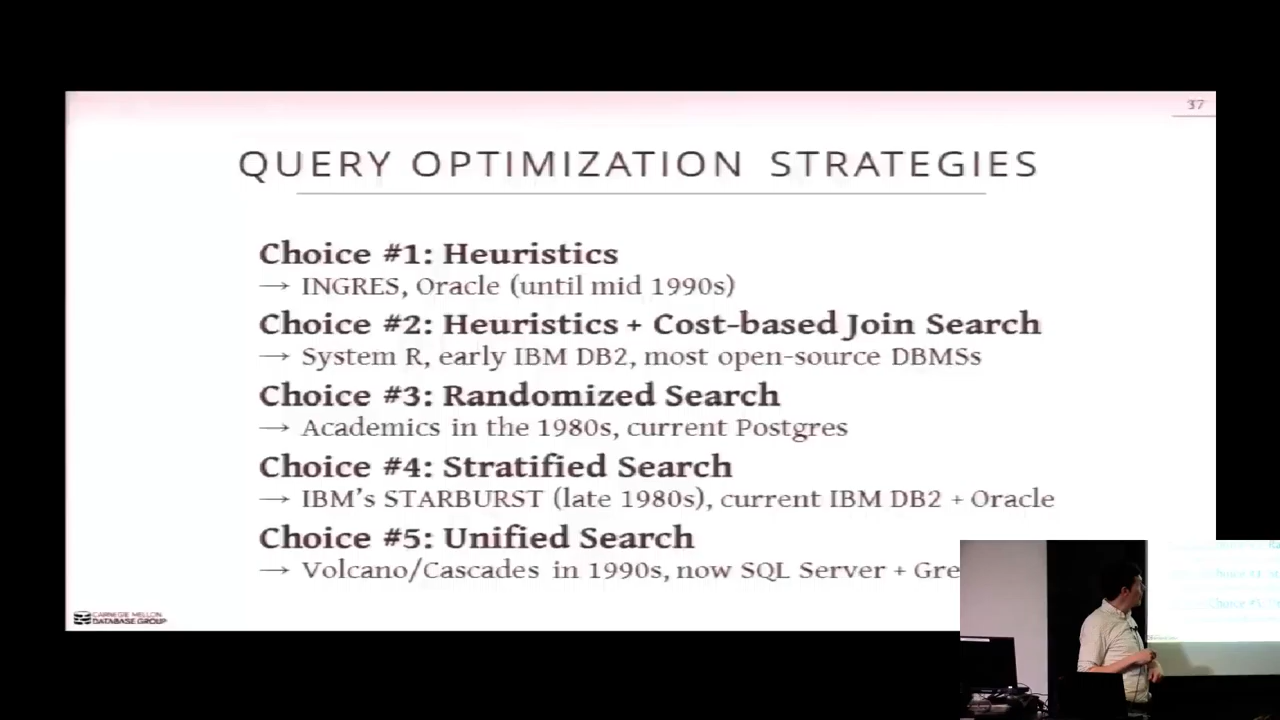 37
QUERY OPTIMIZATION STRATEGIES
Choice #1: Heuristics
→ INGRES, Oracle (until mid 1990s)
Choice #2: Heuristics + Cost-based Join Search
→ System R, early IBM DB2, most open-source DBMSs
Choice #3: Randomized Search
→ Academics in the 1980s, current Postgres
Choice #4: Stratified Search
→ IBM's STARBURST (late 1980s), current IBM DB2 + Oracle
Choice #5: Unified Search
→ Volcano/Cascades in 1990s, now SQL Server + Gre
CARNEGIE MELLON
DATABASE GROUP